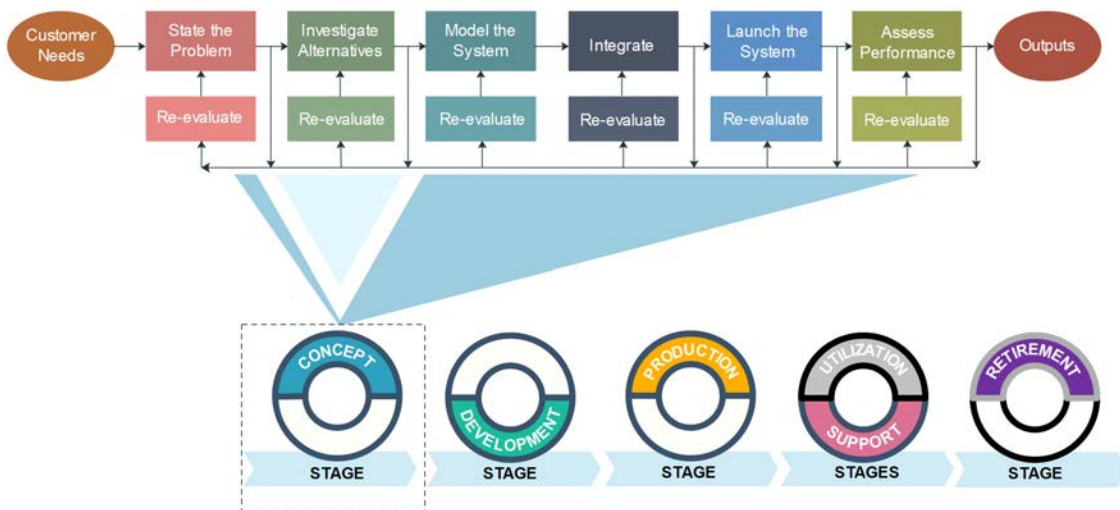 Customer
Needs
State the
Problem
Investigate
Alternatives
Model the
System
Integrate
Launch the
System
Assess
Performance
Outputs
Re-evaluate
Re-evaluate
Re-evaluate
Re-evaluate
Re-evaluate
Re-evaluate
CONCEPT
DEVELOPMENT
PRODUCTION
UTILIZATION
SUPPORT
RETIREMENT
STAGE
STAGE
STAGE
STAGES
STAGE